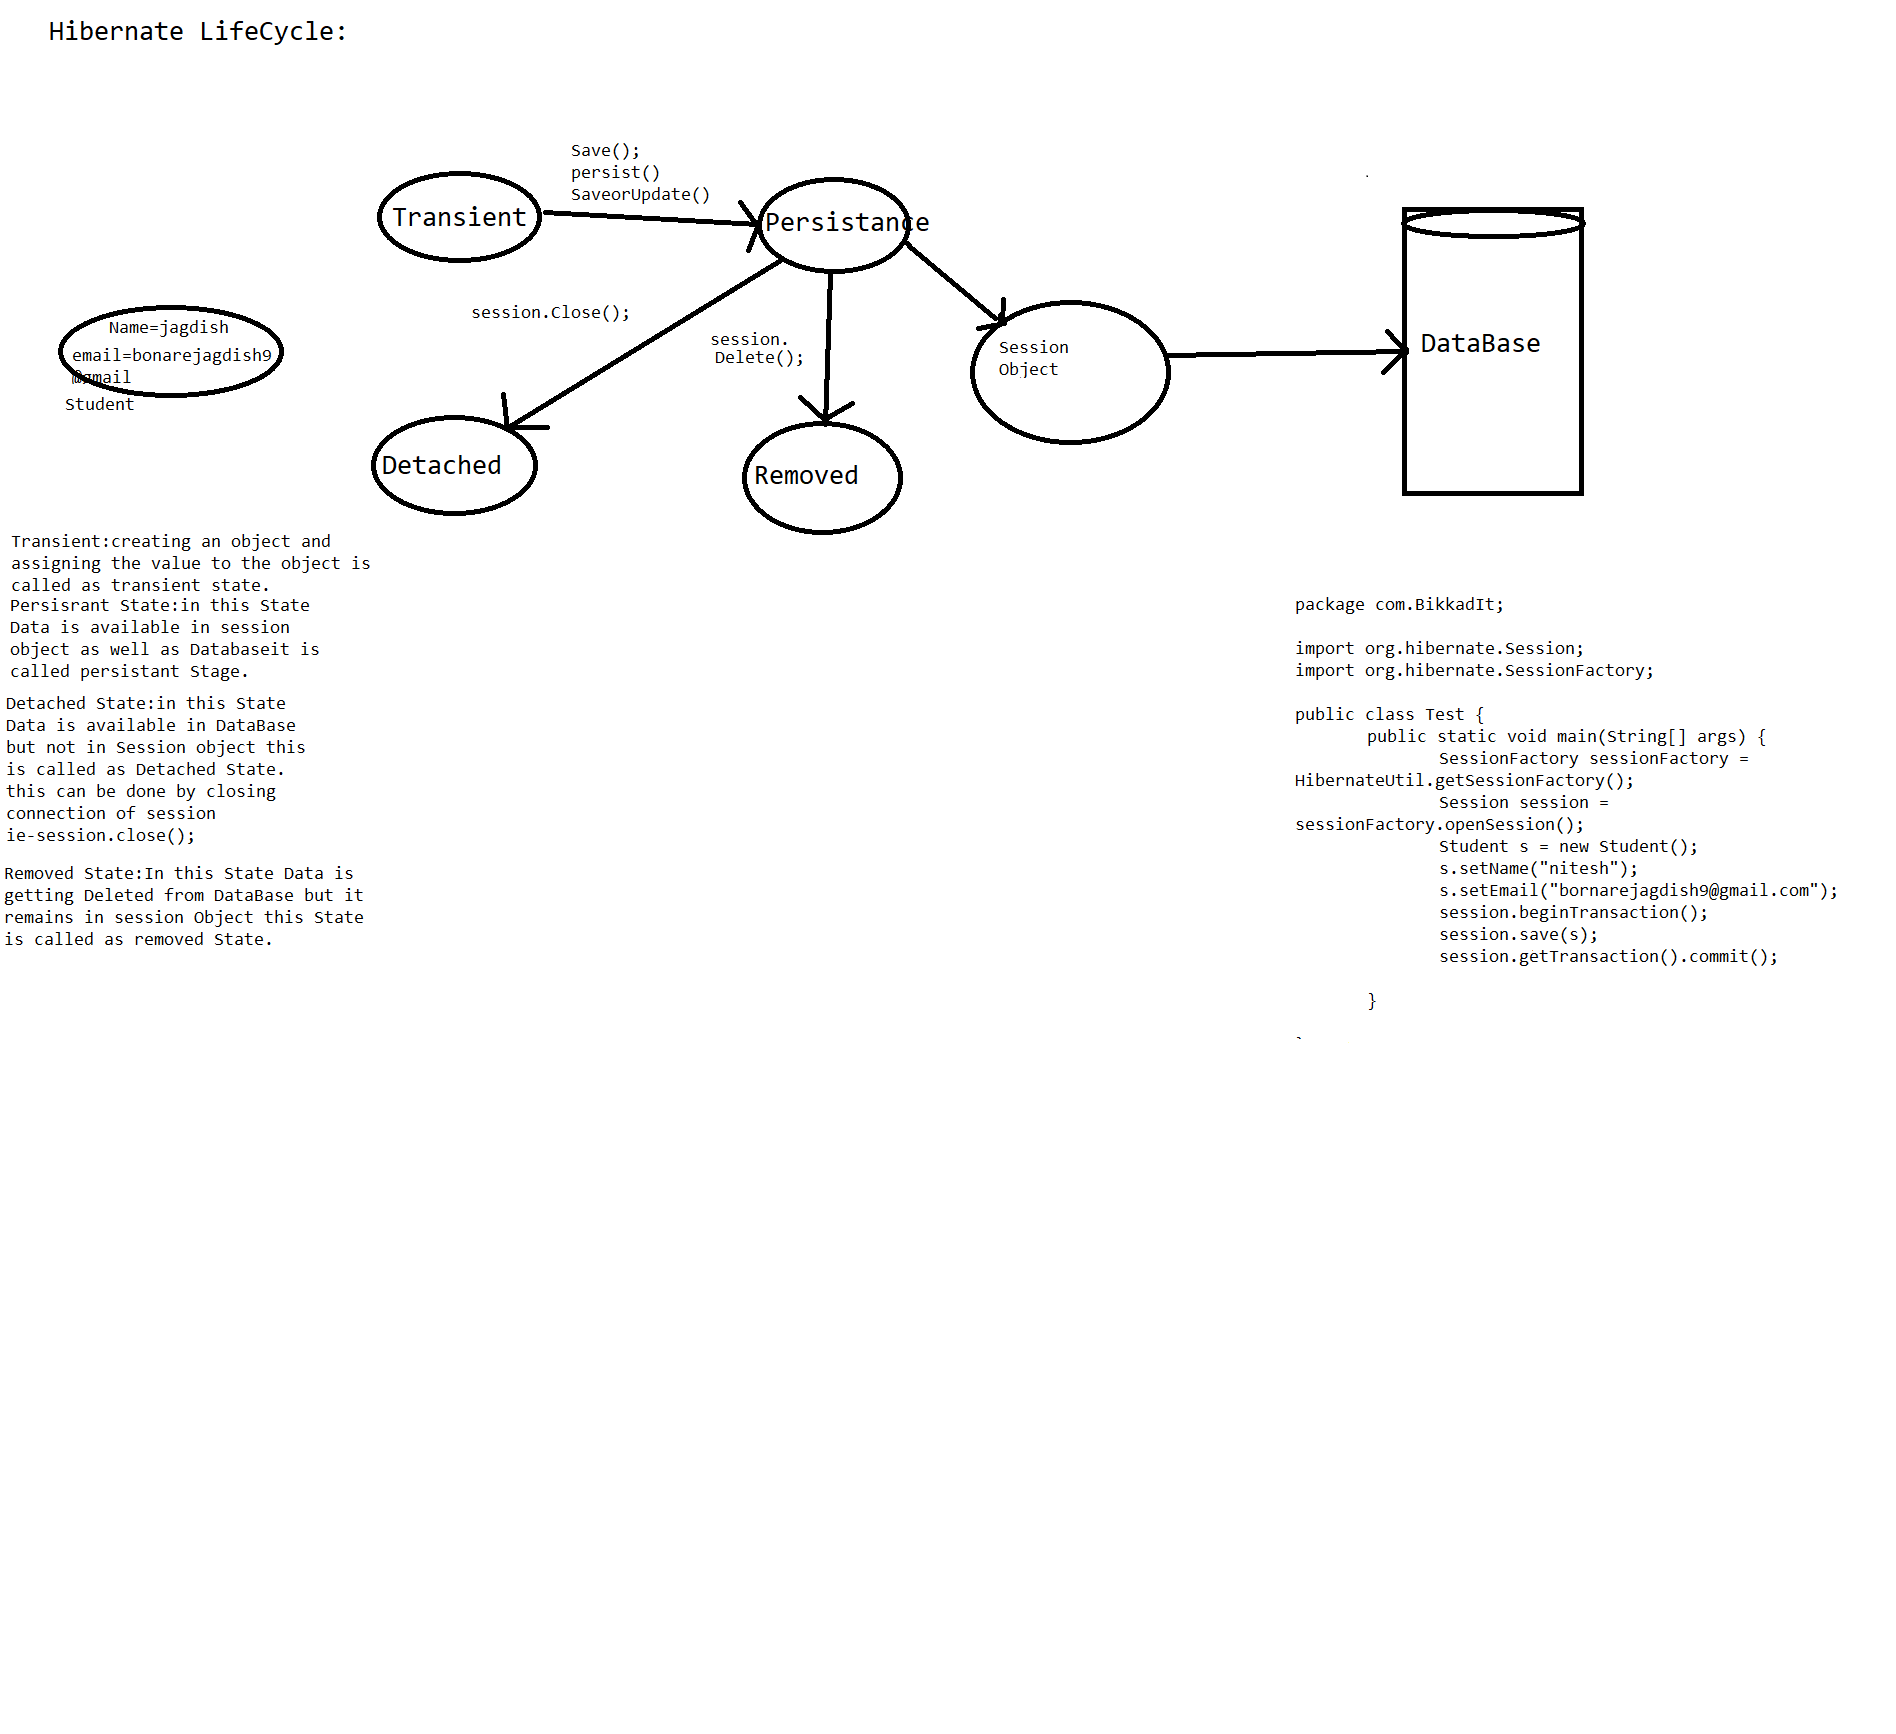 Hibernate LifeCycle:
Save();
persist()
SaveorUpdate()
Transient
Persistance
session.Close();
session.
Delete();
Name=jagdish
email=bonarejagdish9
@gmail
Student
Session
Object
DataBase
Detached
Removed
Transient:creating an object and
assigning the value to the object is
called as transient state.
Persisrant State:in this State
Data is available in session
object as well as Databaseit is
called persistant Stage.
Detached State:in this State
Data is available in DataBase
but not in Session object this
is called as Detached State.
this can be done by closing
connection of session
ie-session.close();
Removed State:In this State Data is
getting Deleted from DataBase but it
remains in session Object this State
is called as removed State.
package com.BikkadIt;
import org.hibernate.Session;
import org.hibernate.SessionFactory;
public class Test {
public static void main(String[] args) {
SessionFactory sessionFactory =
HibernateUtil.getSessionFactory();
Session session =
sessionFactory.openSession();
Student s = new Student();
s.setName("nitesh");
s.setEmail("bornarejagdish9@gmail.com");
session.beginTransaction();
session.save(s);
session.getTransaction().commit();
}